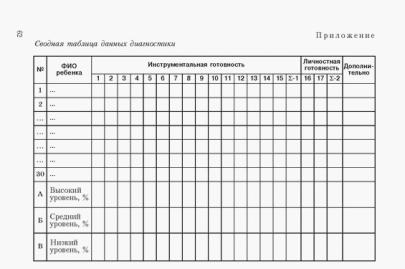 62
Приложение
Сводная таблица данных диагностики
№ ФИО ребенка Инструментальная готовность Личностная готовность Дополнительно
1 2 3 4 5 6 7 8 9 10 11 12 13 14 15 Σ-1 16 17 Σ-2
1 ...
2 ...
... ...
... ...
... ...
... ...
30 ...
А Высокий уровень, %
Б Средний уровень, %
В Низкий уровень, %